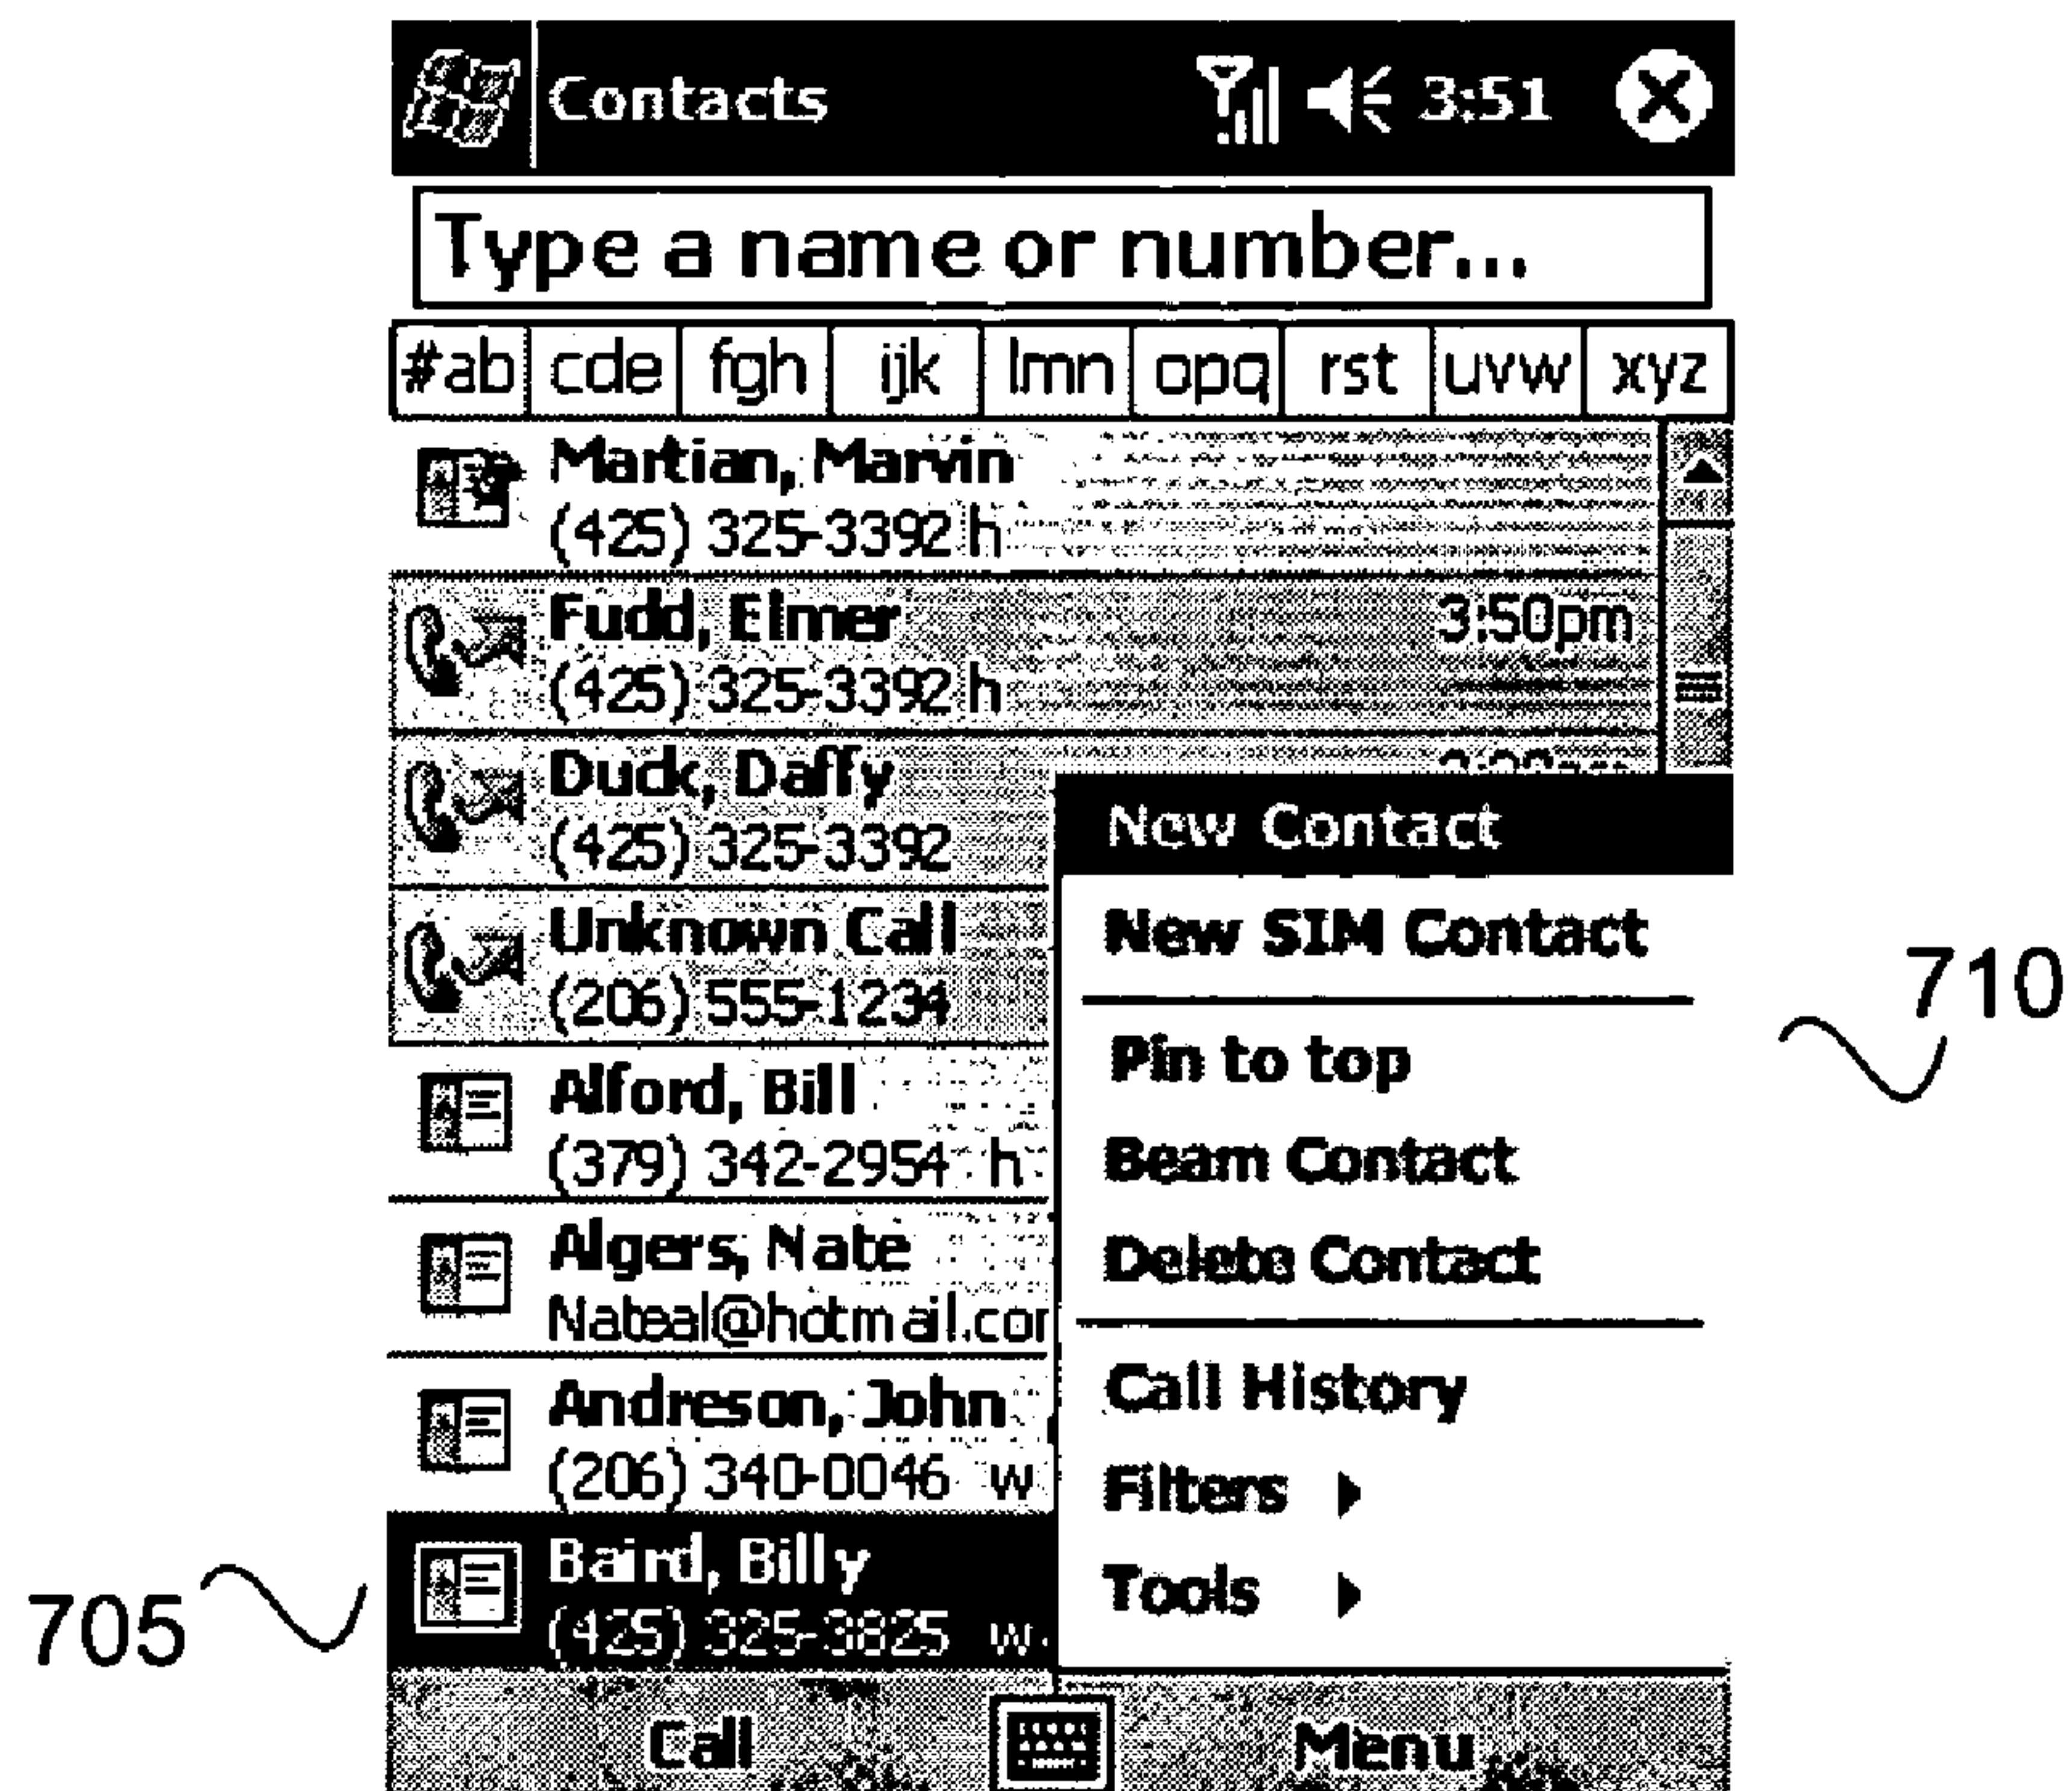 Contacts 3:51
Type a name or number...
#ab cde fgh ijk lmn opq rst uvw xyz
Martian, Marvin
(425) 325-3392 h
Fudd, Elmer 3:50pm
(425) 325-3392 h
Duck, Daffy
(425) 325-3392
Unknown Call
(206) 555-1234
Alford, Bill
(379) 342-2954 h
Algers, Nate
Nateal@hotmail.cor
Andreson, John
(206) 340-0046 w
Baird, Billy
(425) 325-3825 w
New Contact
New SIM Contact
Pin to top
Beam Contact
Delete Contact
Call History
Filters
Tools
Call Menu
705
710